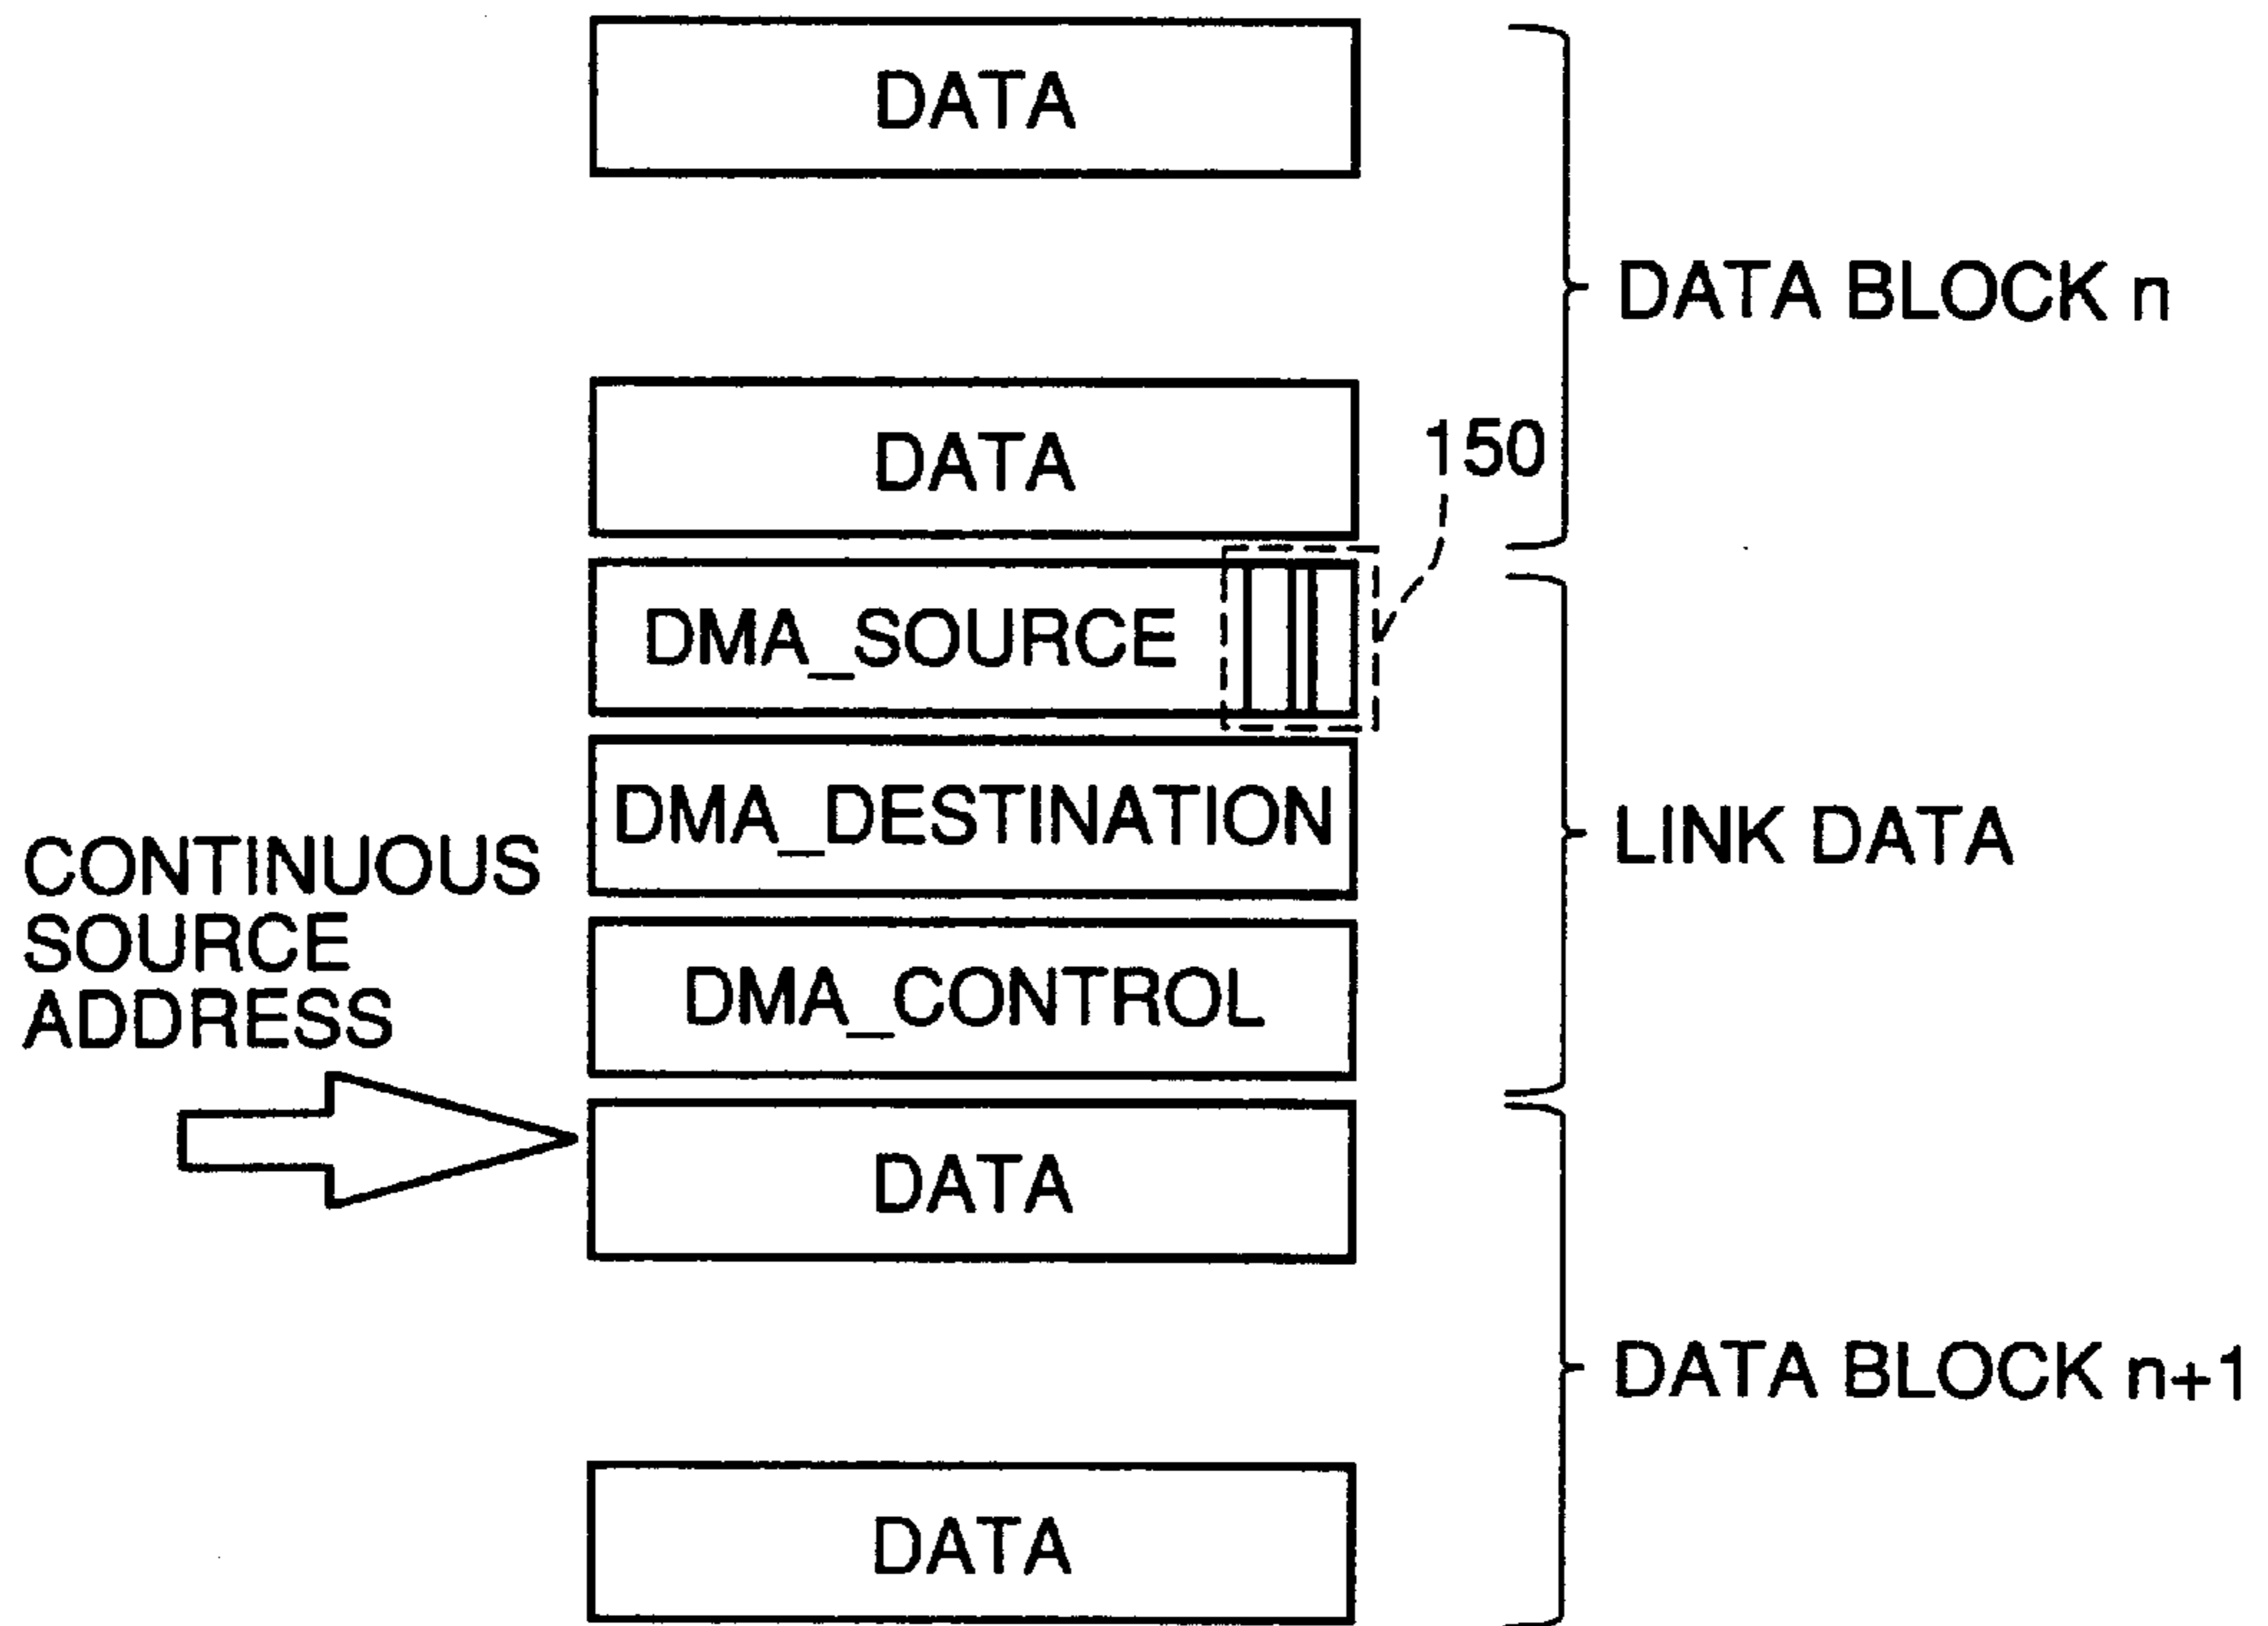 DATA
DATA BLOCK n
DATA
150
DMA_SOURCE
DMA_DESTINATION
LINK DATA
CONTINUOUS
SOURCE
ADDRESS
DMA_CONTROL
DATA
DATA BLOCK n+1
DATA